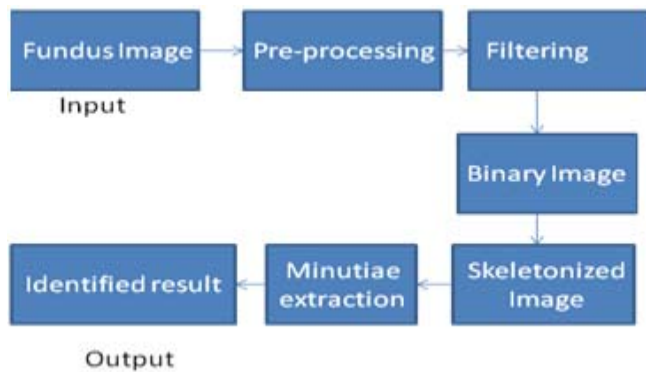 Fundus Image
Pre-processing
Filtering
Input
Binary Image
Skeletonized
Image
Minutiae
extraction
Identified result
Output